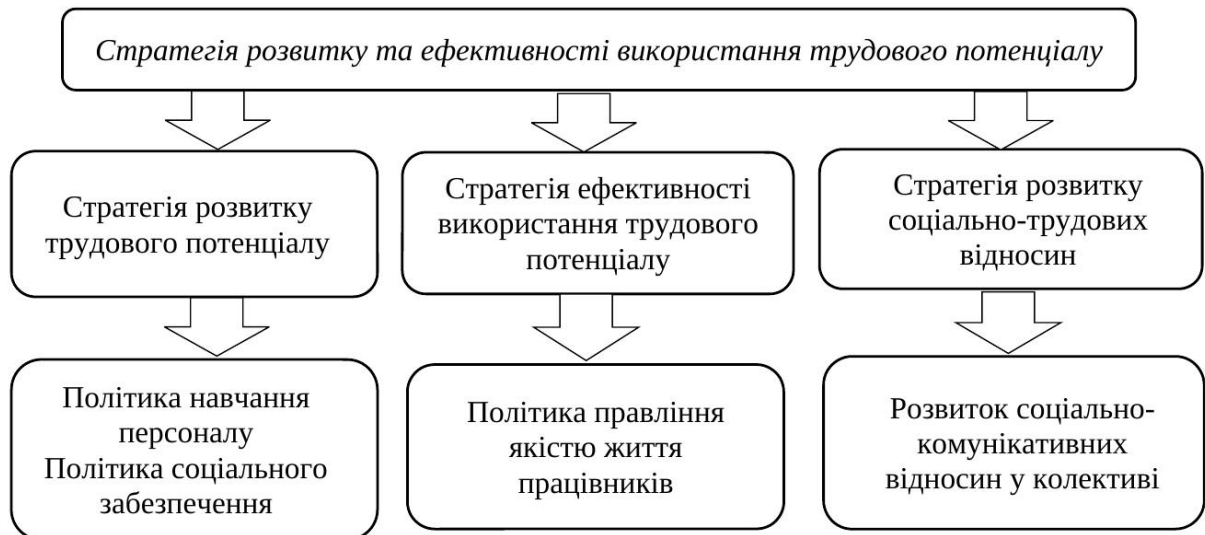 Стратегія розвитку та ефективності використання трудового потенціалу
Стратегія розвитку
трудового потенціалу
Стратегія ефективності
використання трудового
потенціалу
Стратегія розвитку
соціально-трудових
відносин
Політика навчання
персоналу
Політика соціального
забезпечення
Політика правління
якістю життя
працівників
Розвиток соціально-
комунікативних
відносин у колективі